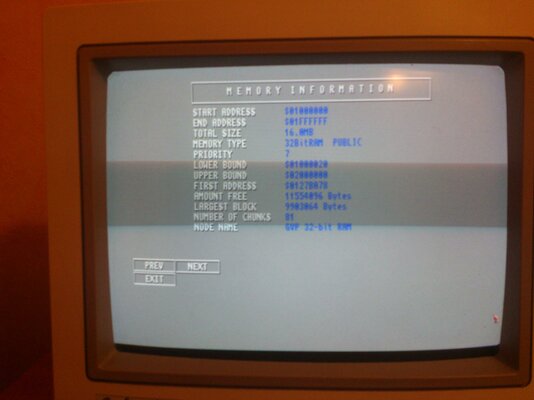 MEMORY INFORMATION
START ADDRESS $01000000
END ADDRESS $01FFFFFF
TOTAL SIZE 16.0MB
MEMORY TYPE 32BitRAM PUBLIC
PRIORITY 7
LOWER BOUND $01000020
UPPER BOUND $02000000
FIRST ADDRESS $0127B078
AMOUNT FREE 11554096 Bytes
LARGEST BLOCK 9903064 Bytes
NUMBER OF CHUNKS 81
NODE NAME GVP 32-bit RAM
PREV NEXT
EXIT